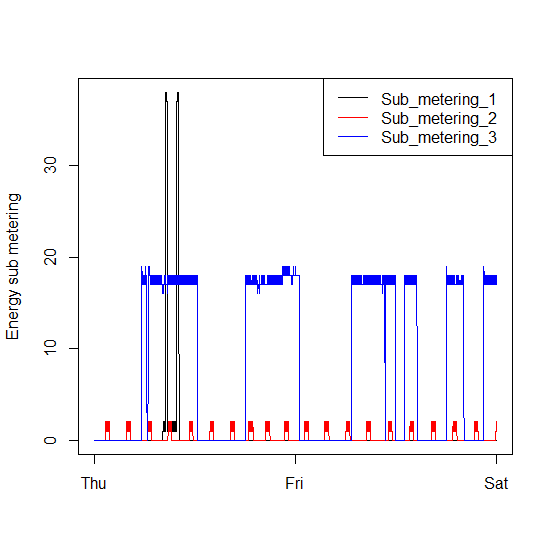 Sub_metering_1
Sub_metering_2
Sub_metering_3
Energy sub metering
30
20
10
0
Thu Fri Sat